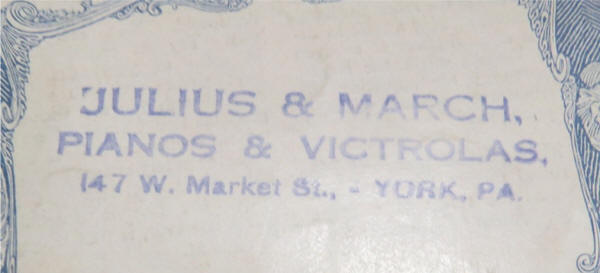 JULIUS & MARCH,
PIANOS & VICTROLAS,
147 W. Market St., - YORK, PA.